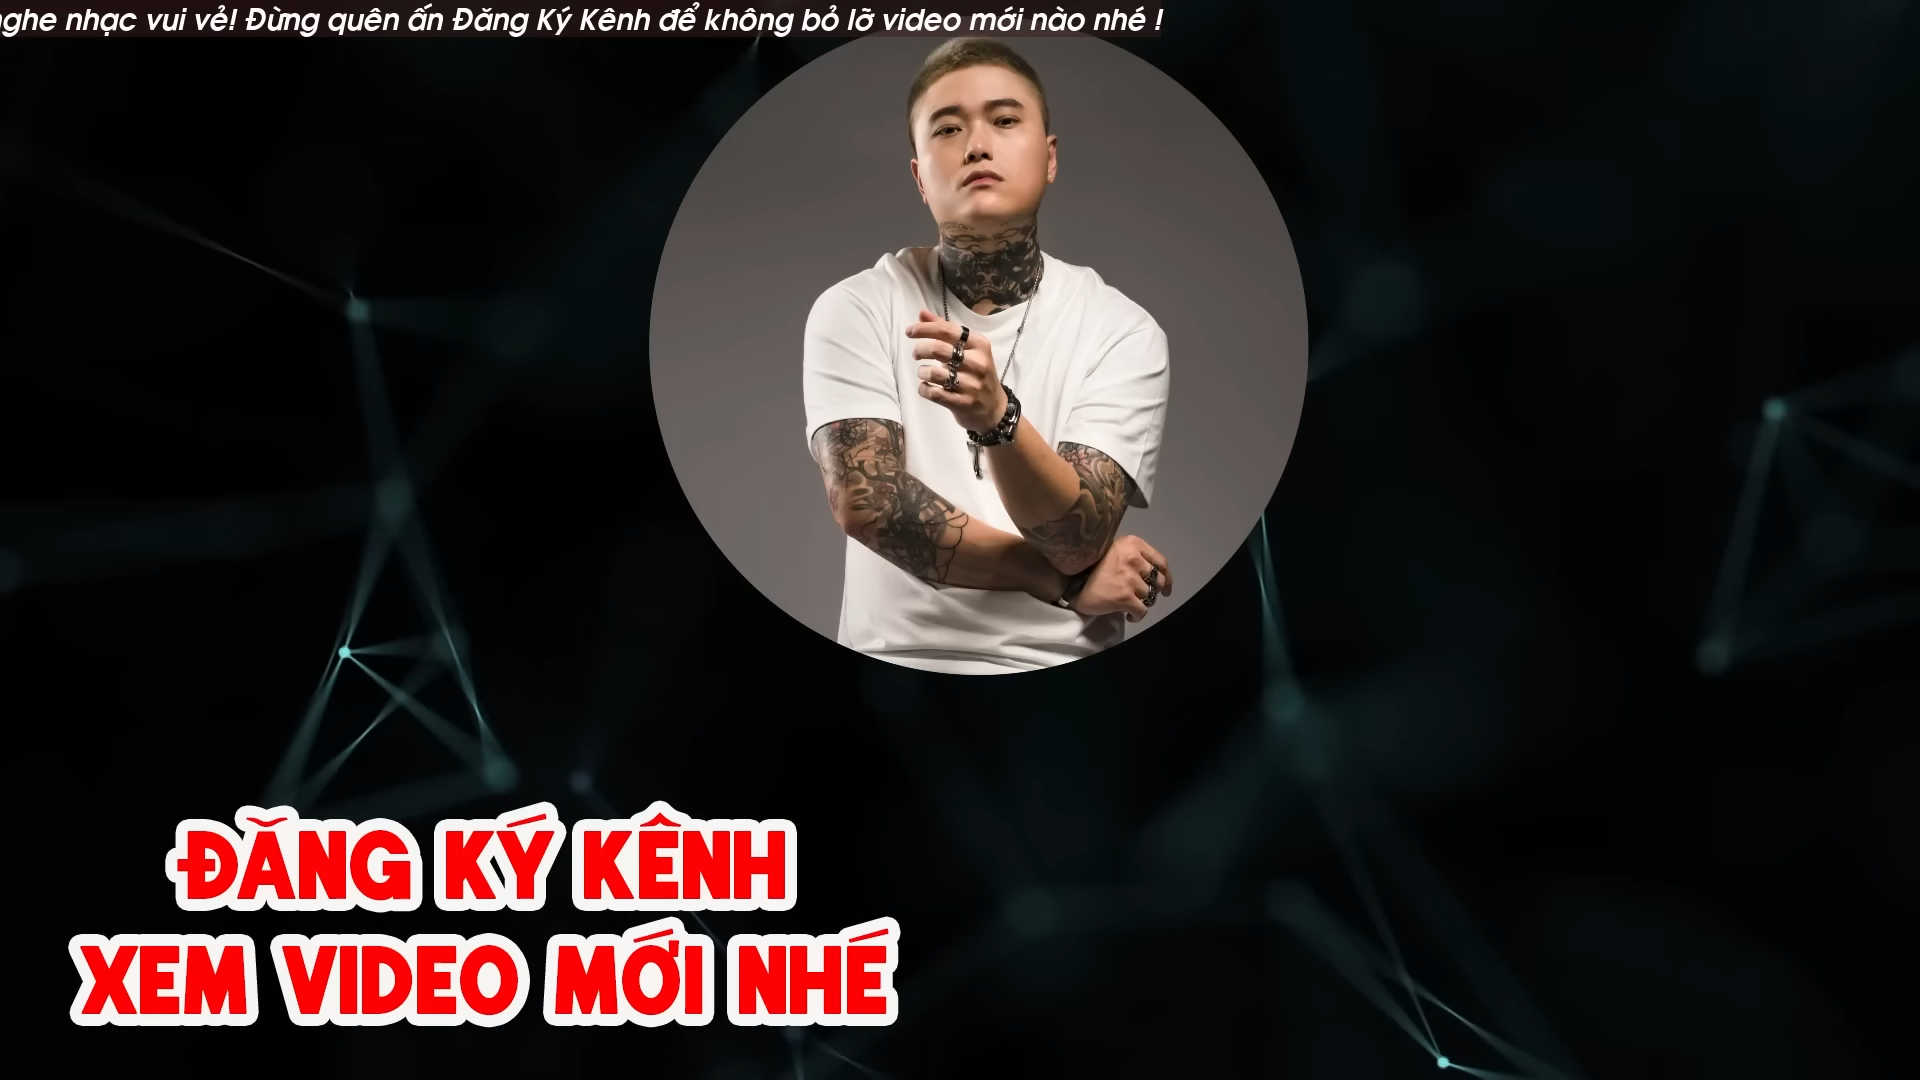 nghe nhạc vui vẻ! Đừng quên ấn Đăng Ký Kênh để không bỏ lỡ video mới nào nhé !
ĐĂNG KÝ KÊNH
XEM VIDEO MỚI NHÉ